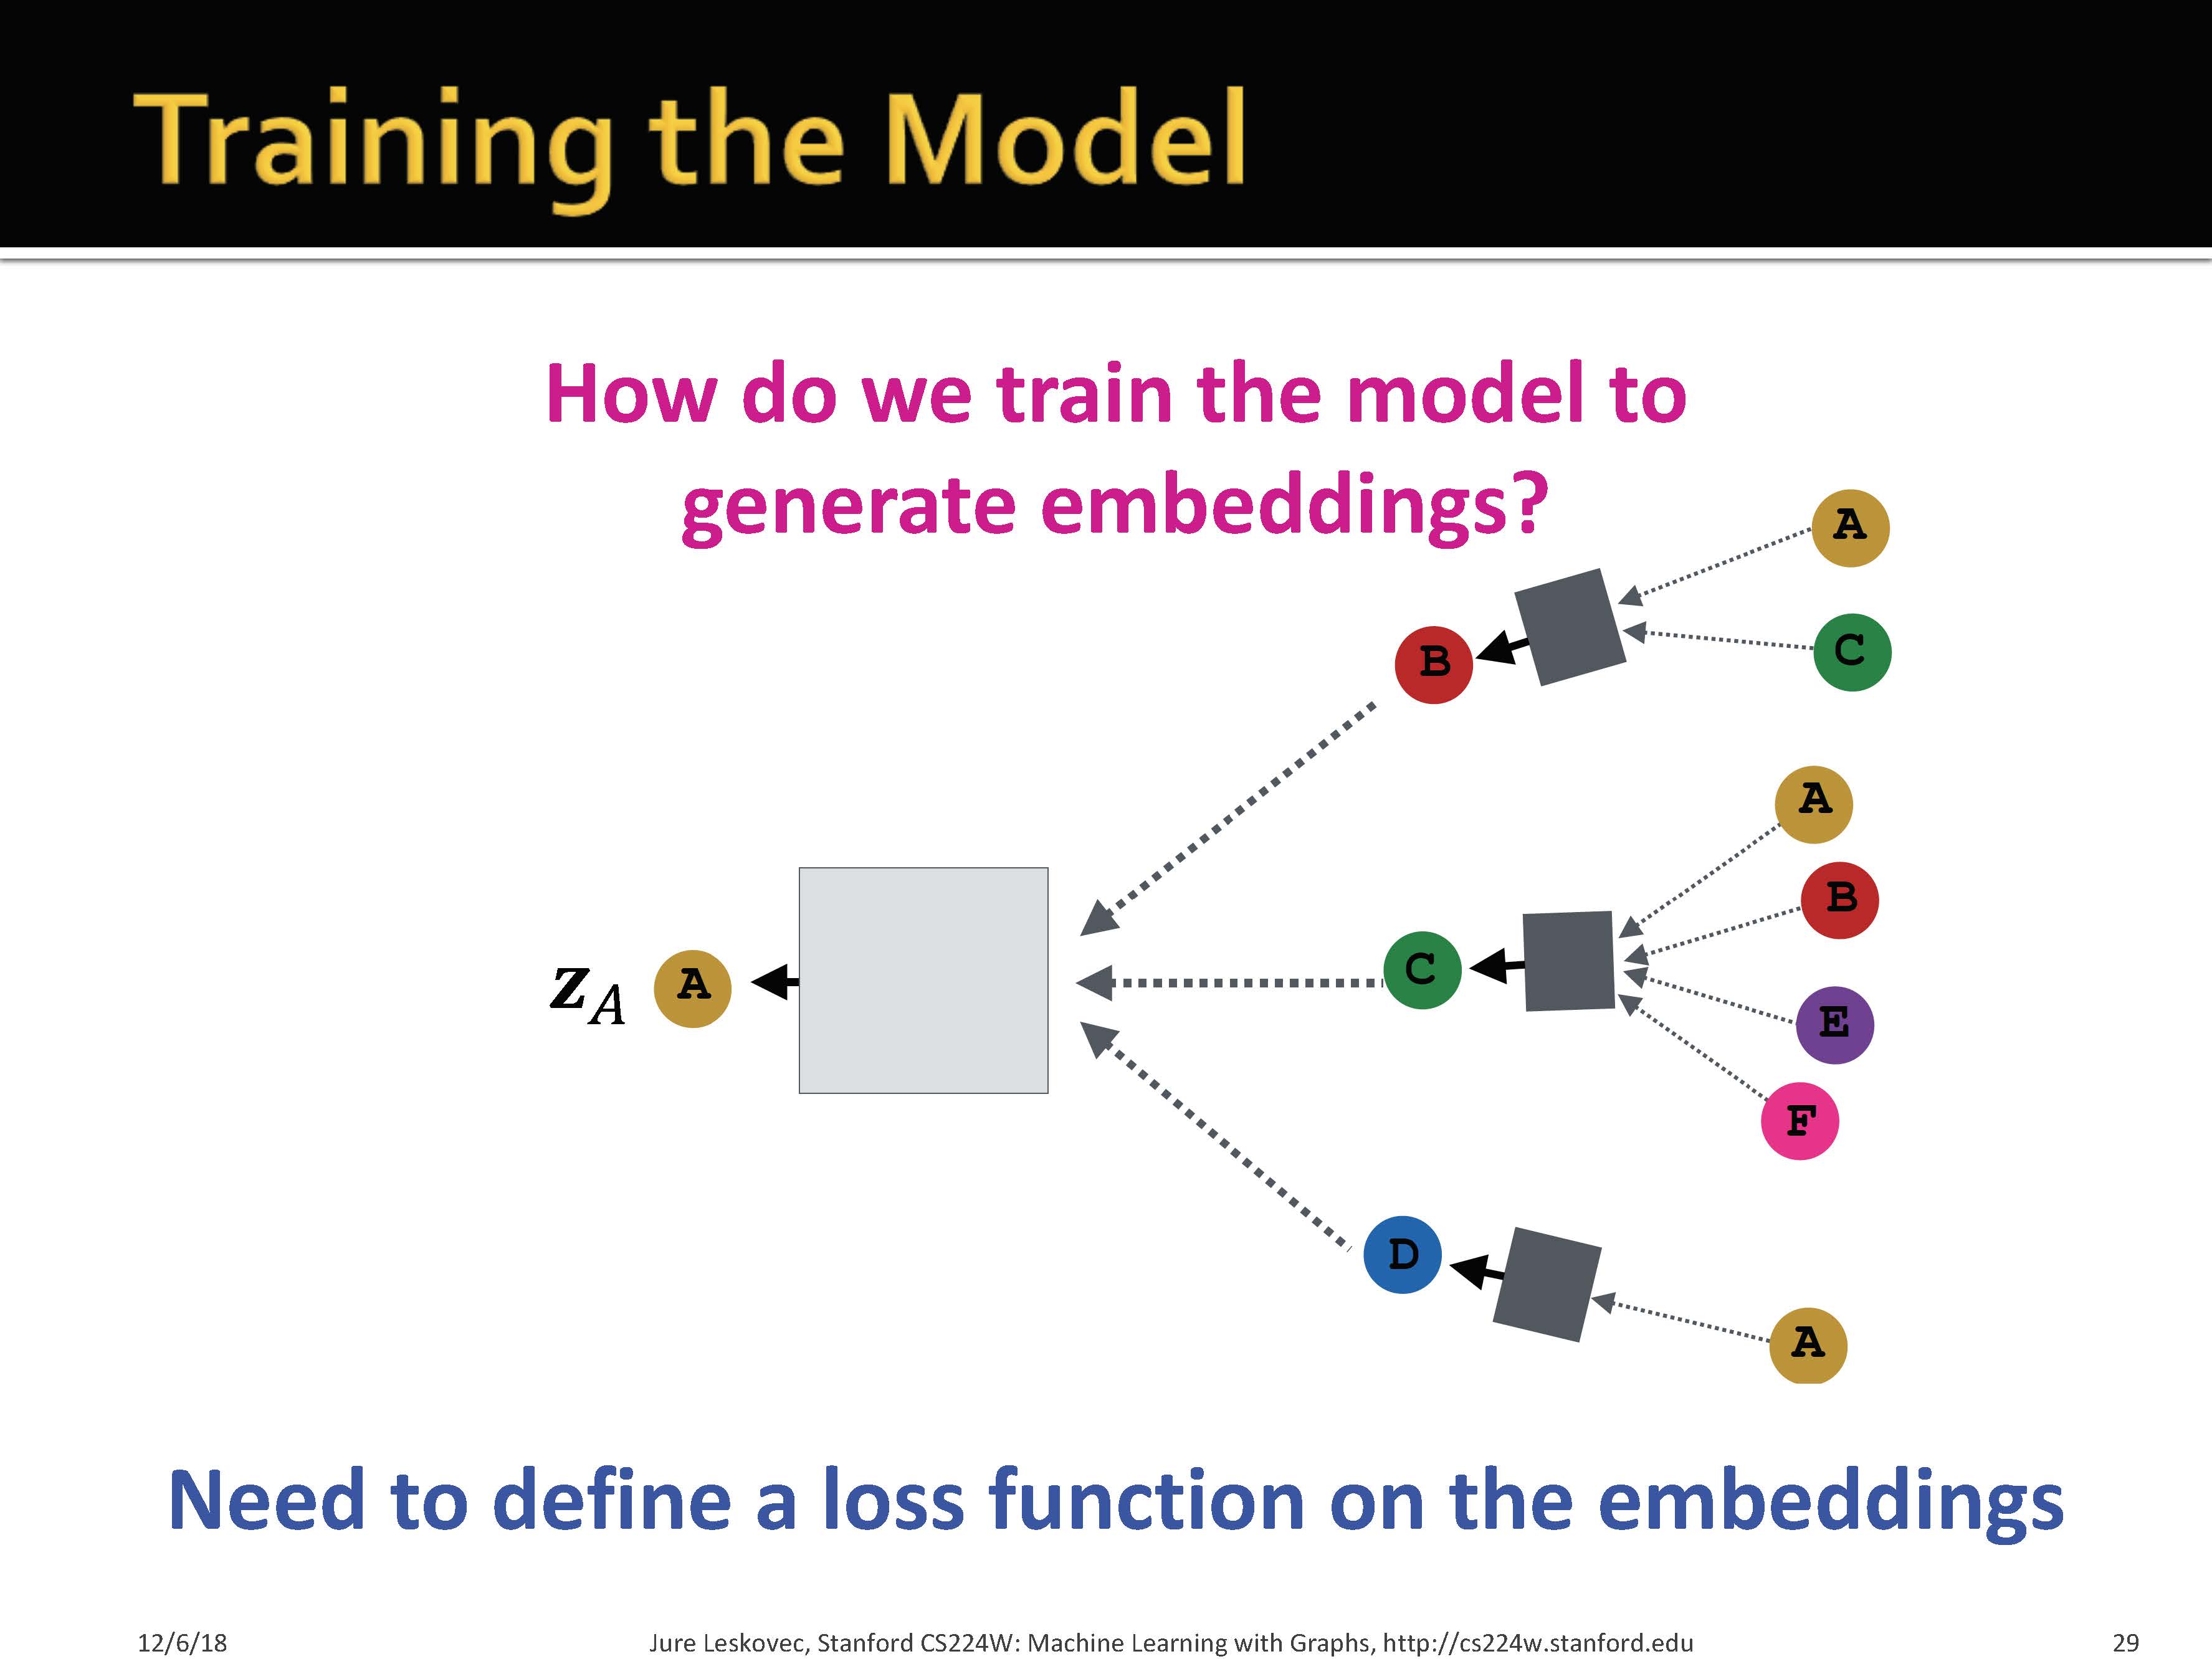 Training the Model
How do we train the model to
generate embeddings?
A
C
B
A
B
z_A
A
C
E
F
D
A
Need to define a loss function on the embeddings
12/6/18
Jure Leskovec, Stanford CS224W: Machine Learning with Graphs, http://cs224w.stanford.edu
29